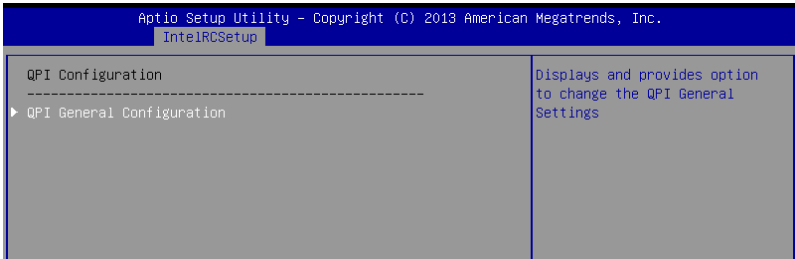 Aptio Setup Utility – Copyright (C) 2013 American Megatrends, Inc.
IntelRCSetup
QPI Configuration
--------------------------------------------------
QPI General Configuration
Displays and provides option
to change the QPI General
Settings